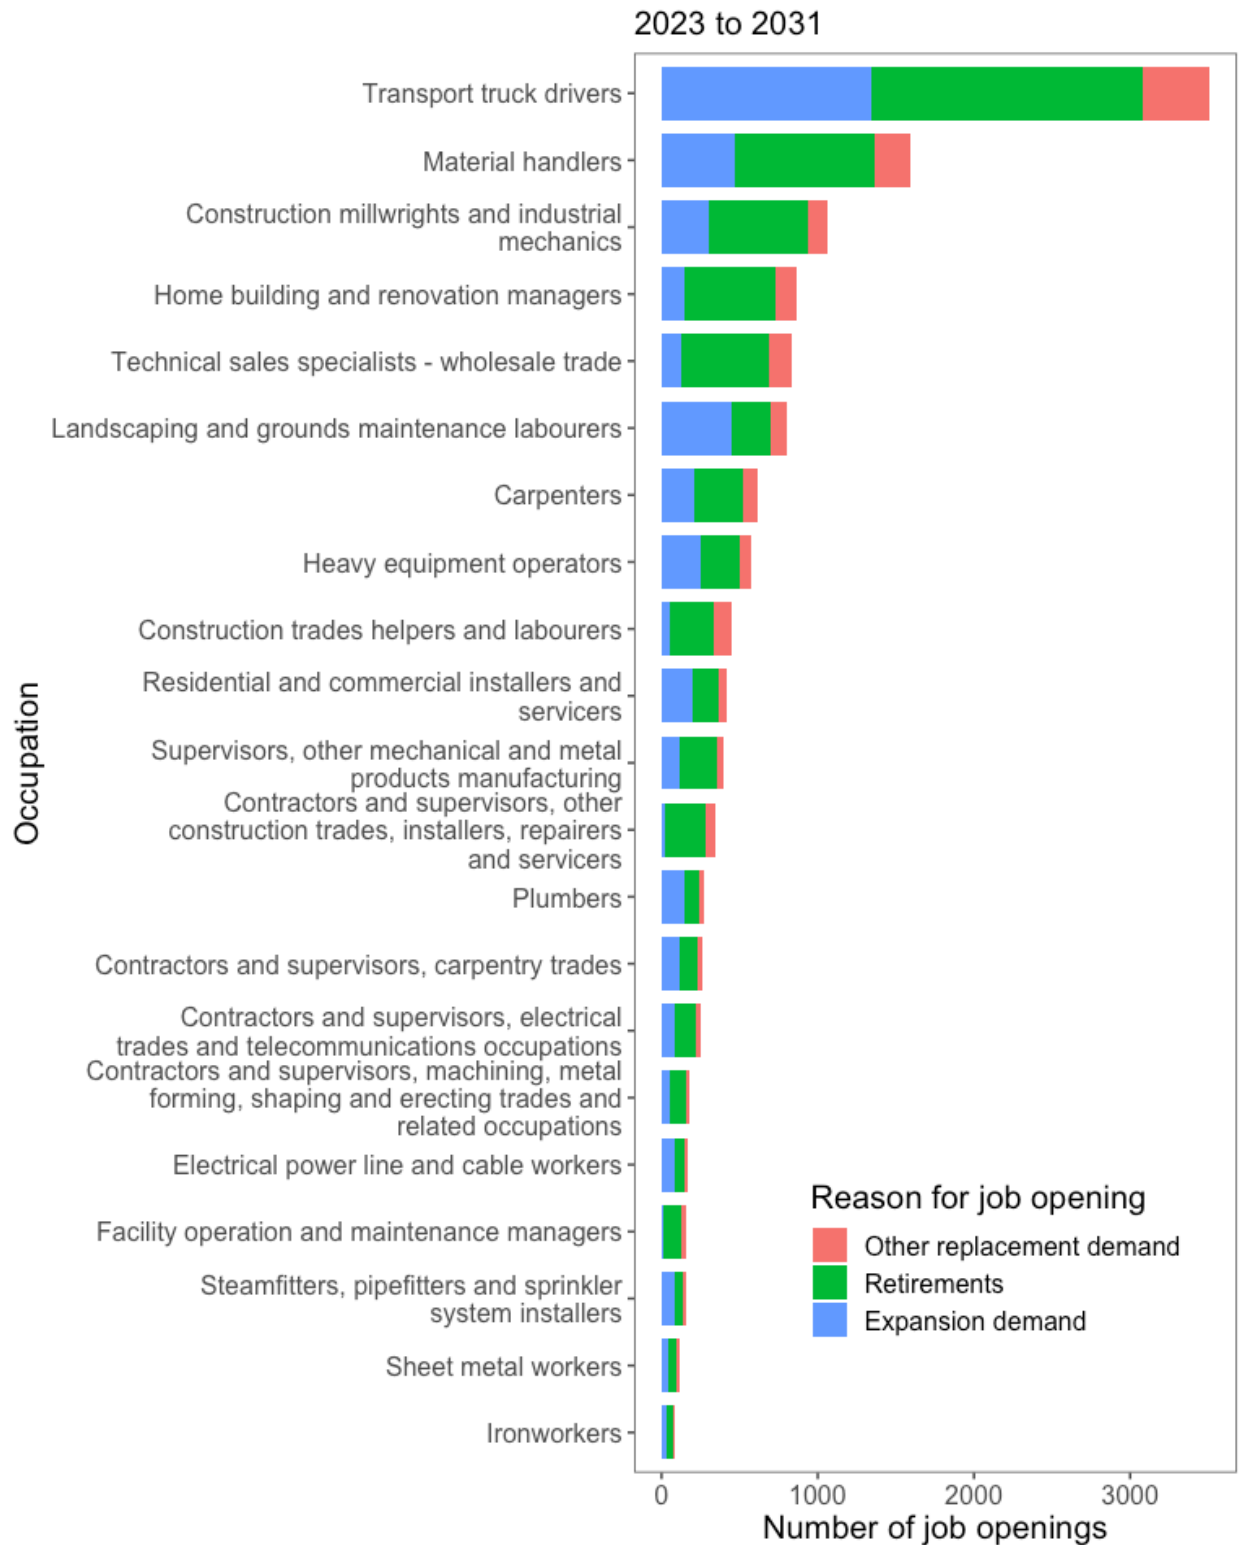 2023 to 2031
Transport truck drivers
Material handlers
Construction millwrights and industrial
mechanics
Home building and renovation managers
Technical sales specialists - wholesale trade
Landscaping and grounds maintenance labourers
Carpenters
Heavy equipment operators
Construction trades helpers and labourers
Residential and commercial installers and
servicers
Supervisors, other mechanical and metal
products manufacturing
Contractors and supervisors, other
construction trades, installers, repairers
and servicers
Plumbers
Contractors and supervisors, carpentry trades
Contractors and supervisors, electrical
trades and telecommunications occupations
Contractors and supervisors, machining, metal
forming, shaping and erecting trades and
related occupations
Electrical power line and cable workers
Facility operation and maintenance managers
Steamfitters, pipefitters and sprinkler
system installers
Sheet metal workers
Ironworkers
Occupation
Reason for job opening
Other replacement demand
Retirements
Expansion demand
0 1000 2000 3000
Number of job openings